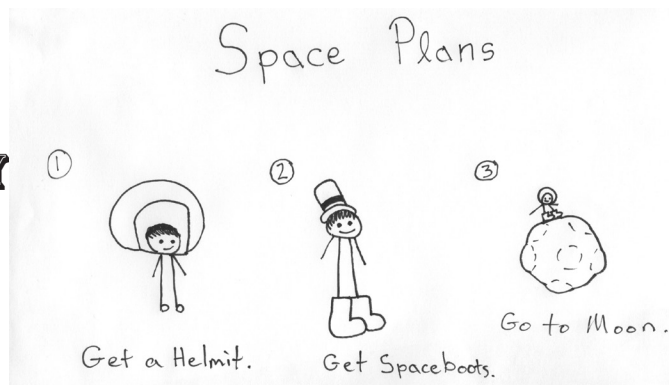 Space Plans
① ② ③
Get a Helmit.
Get Spaceboots.
Go to Moon.